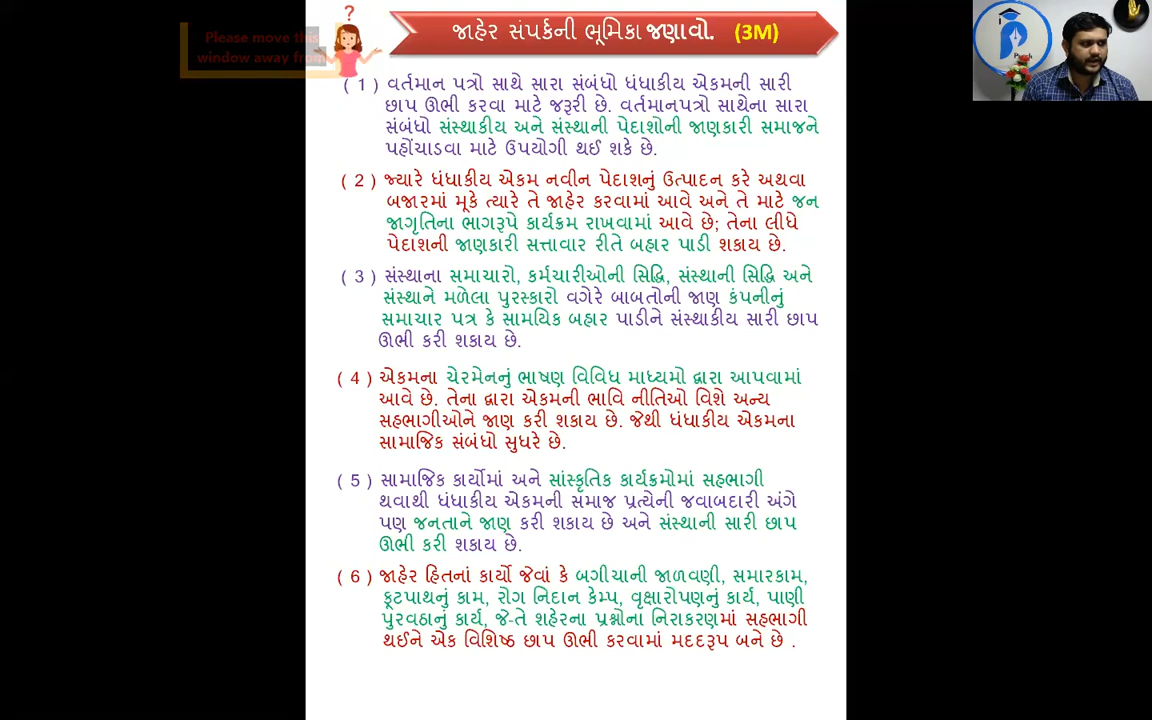 Please move this
window away from
?
જાહેર સંપર્કની ભૂમિકા જણાવો. (3M)
( 1 ) વર્તમાન પત્રો સાથે સારા સંબંધો ધંધાકીય એકમની સારી
છાપ ઊભી કરવા માટે જરૂરી છે. વર્તમાનપત્રો સાથેના સારા
સંબંધો સંસ્થાકીય અને સંસ્થાની પેદાશોની જાણકારી સમાજને
પહોંચાડવા માટે ઉપયોગી થઈ શકે છે.
( 2 ) જ્યારે ધંધાકીય એકમ નવીન પેદાશનું ઉત્પાદન કરે અથવા
બજારમાં મૂકે ત્યારે તે જાહેર કરવામાં આવે અને તે માટે જન
જાગૃતિના ભાગરૂપે કાર્યક્રમ રાખવામાં આવે છે; તેના લીધે
પેદાશની જાણકારી સત્તાવાર રીતે બહાર પાડી શકાય છે.
( 3 ) સંસ્થાના સમાચારો, કર્મચારીઓની સિદ્ધિ, સંસ્થાની સિદ્ધિ અને
સંસ્થાને મળેલા પુરસ્કારો વગેરે બાબતોની જાણ કંપનીનું
સમાચાર પત્ર કે સામયિક બહાર પાડીને સંસ્થાકીય સારી છાપ
ઊભી કરી શકાય છે.
( 4 ) એકમના ચેરમેનનું ભાષણ વિવિધ માધ્યમો દ્વારા આપવામાં
આવે છે. તેના દ્વારા એકમની ભાવિ નીતિઓ વિશે અન્ય
સહભાગીઓને જાણ કરી શકાય છે. જેથી ધંધાકીય એકમના
સામાજિક સંબંધો સુધરે છે.
( 5 ) સામાજિક કાર્યોમાં અને સાંસ્કૃતિક કાર્યક્રમોમાં સહભાગી
થવાથી ધંધાકીય એકમની સમાજ પ્રત્યેની જવાબદારી અંગે
પણ જનતાને જાણ કરી શકાય છે અને સંસ્થાની સારી છાપ
ઊભી કરી શકાય છે.
( 6 ) જાહેર હિતનાં કાર્યો જેવાં કે બગીચાની જાળવણી, સમારકામ,
ફૂટપાથનું કામ, રોગ નિદાન કેમ્પ, વૃક્ષારોપણનું કાર્ય, પાણી
પુરવઠાનું કાર્ય, જે-તે શહેરના પ્રશ્નોના નિરાકરણમાં સહભાગી
થઈને એક વિશિષ્ઠ છાપ ઊભી કરવામાં મદદરૂપ બને છે .